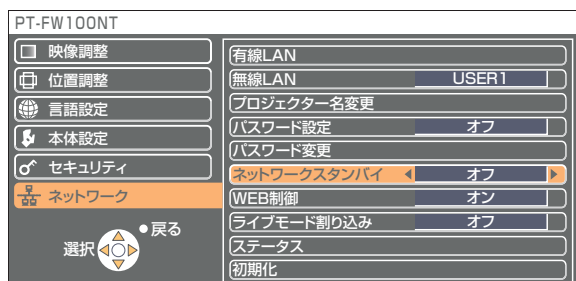 PT-FW100NT
映像調整
位置調整
言語設定
本体設定
セキュリティ
ネットワーク
戻る
選択
有線LAN
無線LAN USER1
プロジェクター名変更
パスワード設定 オフ
パスワード変更
ネットワークスタンバイ オフ
WEB制御 オン
ライブモード割り込み オフ
ステータス
初期化